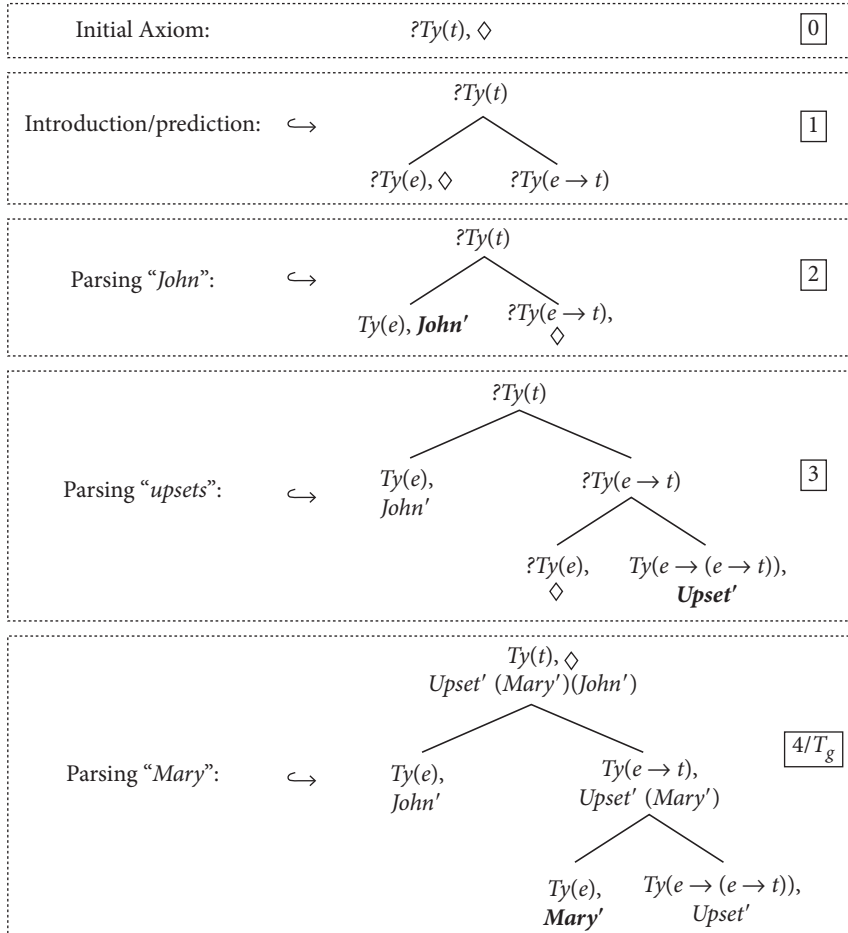 Initial Axiom: ?Ty(t), ◇ 0
?Ty(t)
Introduction/prediction: ↪ 1
?Ty(e), ◇ ?Ty(e → t)
?Ty(t)
Parsing “John”: ↪ 2
Ty(e), John′ ?Ty(e → t),
◇
?Ty(t)
Ty(e), ?Ty(e → t) 3
Parsing “upsets”: ↪
John′
?Ty(e), Ty(e → (e → t)),
◇ Upset′
Ty(t), ◇
Upset′ (Mary′)(John′)
4/Tg
Parsing “Mary”: ↪ Ty(e), Ty(e → t),
John′ Upset′ (Mary′)
Ty(e), Ty(e → (e → t)),
Mary′ Upset′